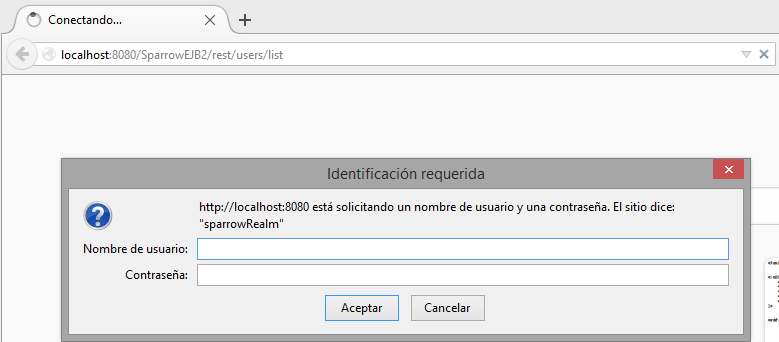 Conectando...
localhost:8080/SparrowEJB2/rest/users/list
Identificación requerida
http://localhost:8080 está solicitando un nombre de usuario y una contraseña. El sitio dice:
"sparrowRealm"
Nombre de usuario:
Contraseña:
Aceptar Cancelar